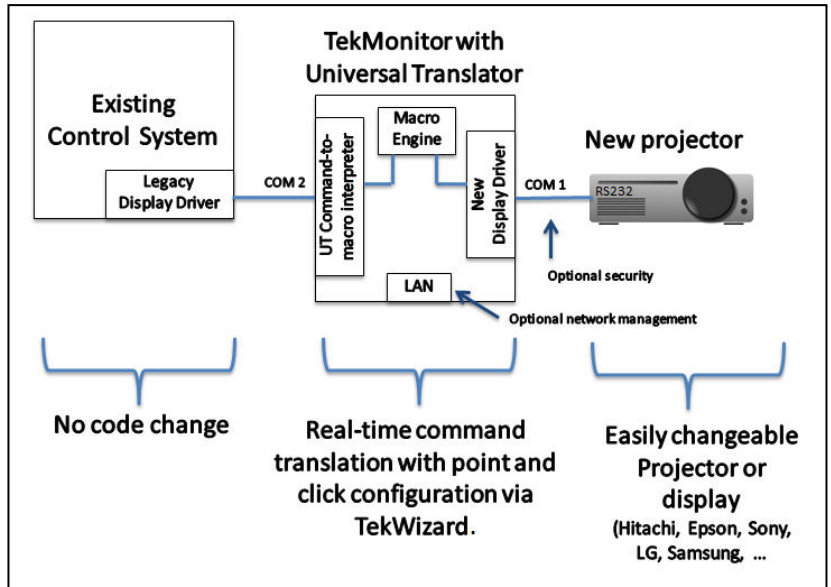 TekMonitor with
Universal Translator
Existing
Control System
Legacy
Display Driver
COM 2
UT Command-to-
macro interpreter
Macro
Engine
New
Display Driver
LAN
COM 1
New projector
RS232
Optional security
Optional network management
No code change
Real-time command
translation with point and
click configuration via
TekWizard.
Easily changeable
Projector or
display
(Hitachi, Epson, Sony,
LG, Samsung, ...